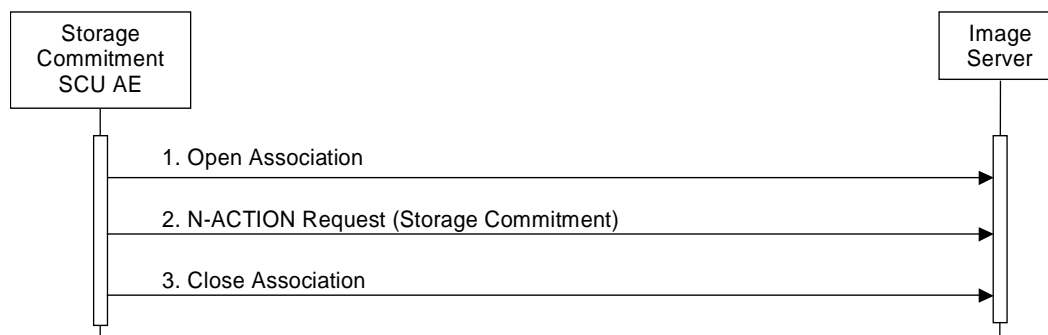 Storage
Commitment
SCU AE
Image
Server
1. Open Association
2. N-ACTION Request (Storage Commitment)
3. Close Association